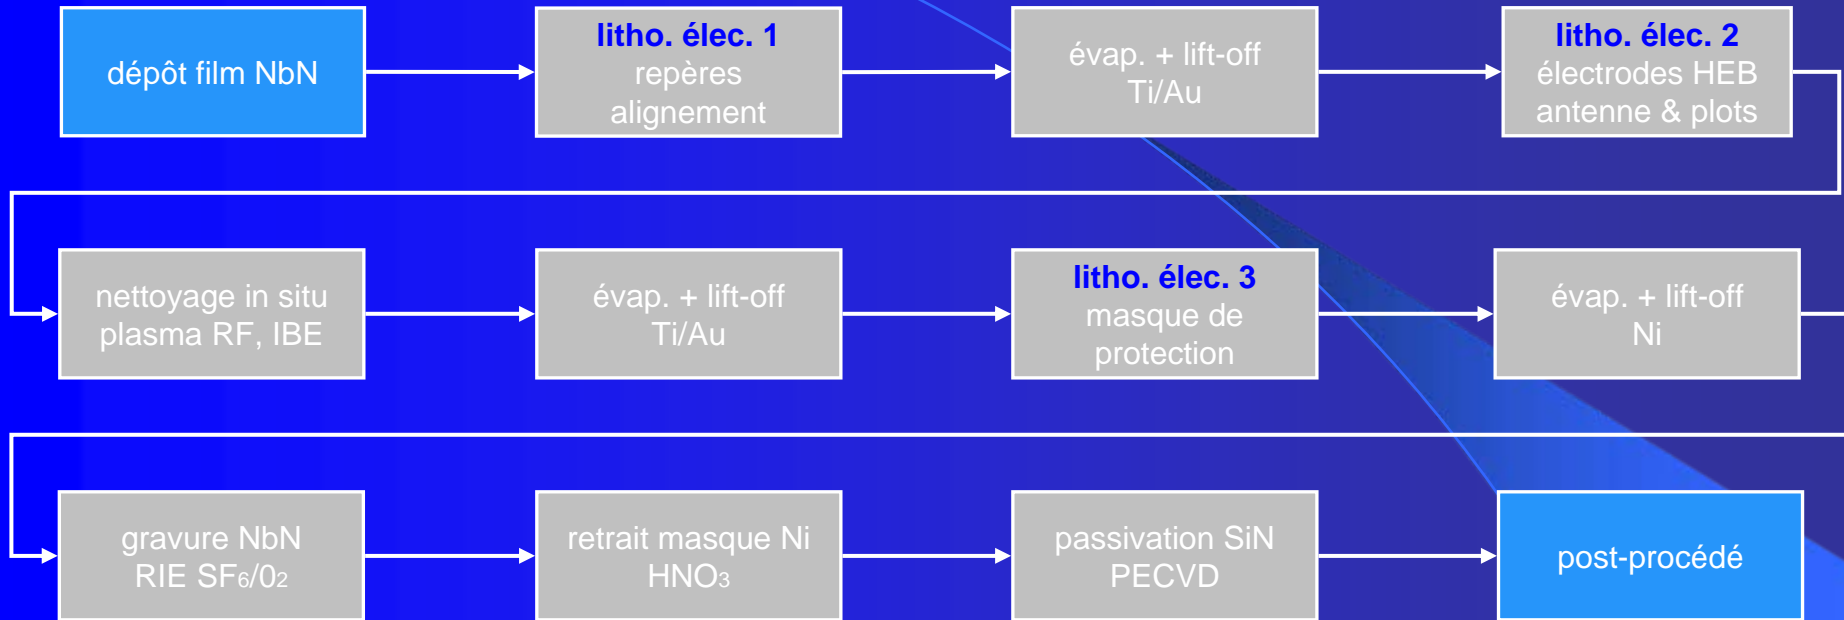 dépôt film NbN
litho. élec. 1
repères
alignement
évap. + lift-off
Ti/Au
litho. élec. 2
électrodes HEB
antenne & plots
nettoyage in situ
plasma RF, IBE
évap. + lift-off
Ti/Au
litho. élec. 3
masque de
protection
évap. + lift-off
Ni
gravure NbN
RIE SF6/02
retrait masque Ni
HNO3
passivation SiN
PECVD
post-procédé